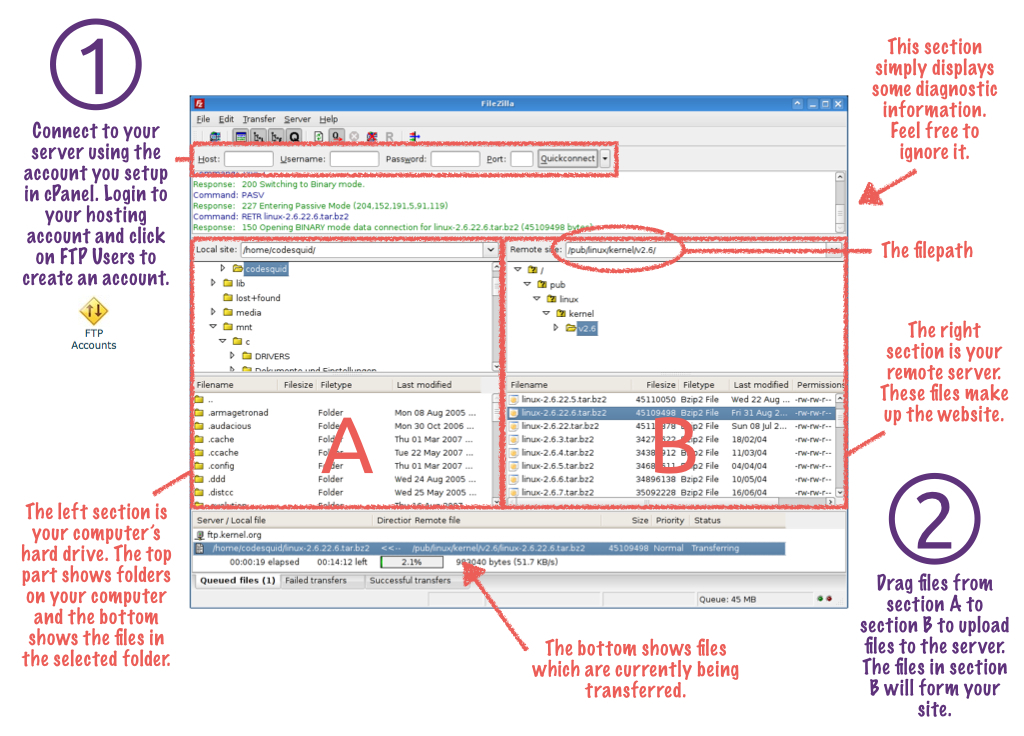 1
Connect to your
server using the
account you setup
in cPanel. Login to
your hosting
account and click
on FTP Users to
create an account.
FTP
Accounts
This section
simply displays
some diagnostic
information.
Feel free to
ignore it.
FileZilla
File Edit Transfer Server Help
Host: Username: Password: Port: Quickconnect
Response: 200 Switching to Binary mode.
Command: PASV
Response: 227 Entering Passive Mode (204,152,191,5,91,119)
Command: RETR linux-2.6.22.6.tar.bz2
Response: 150 Opening BINARY mode data connection for linux-2.6.22.6.tar.bz2 (45109498 bytes)
Local site: /home/codesquid/
codesquid
lib
lost+found
media
mnt
c
DRIVERS
Dokumente und Einstellungen
Filename Filesize Filetype Last modified
..
.armagetronad Folder Mon 08 Aug 2005 ...
.audacious Folder Mon 30 Oct 2006 ...
.cache Folder Thu 01 Mar 2007 ...
.ccache Folder Tue 22 May 2007 ...
.config Folder Thu 01 Mar 2007 ...
.ddd Folder Wed 24 Aug 2005 ...
.distcc Folder Wed 25 May 2005 ...
A
Remote site: /pub/linux/kernel/v2.6/
/
pub
linux
kernel
v2.6
Filename Filesize Filetype Last modified Permissions
linux-2.6.22.5.tar.bz2 45110050 Bzip2 File Wed 22 Aug ... -rw-rw-r--
linux-2.6.22.6.tar.bz2 45109498 Bzip2 File Fri 31 Aug 2... -rw-rw-r--
linux-2.6.22.tar.bz2 Bzip2 File Sun 08 Jul 2... -rw-rw-r--
linux-2.6.3.tar.bz2 Bzip2 File 18/02/04 -rw-rw-r--
linux-2.6.4.tar.bz2 Bzip2 File 11/03/04 -rw-rw-r--
linux-2.6.5.tar.bz2 Bzip2 File 04/04/04 -rw-rw-r--
linux-2.6.6.tar.bz2 34896138 Bzip2 File 10/05/04 -rw-rw-r--
linux-2.6.7.tar.bz2 35092228 Bzip2 File 16/06/04 -rw-rw-r--
B
The filepath
The right
section is your
remote server.
These files make
up the website.
Server / Local file Direction Remote file Size Priority Status
ftp.kernel.org
/home/codesquid/linux-2.6.22.6.tar.bz2 <<-- /pub/linux/kernel/v2.6/linux-2.6.22.6.tar.bz2 45109498 Normal Transferring
00:00:19 elapsed 00:14:12 left 2.1% 983040 bytes (51.7 KB/s)
Queued files (1) Failed transfers Successful transfers
Queue: 45 MB
The left section is
your computer's
hard drive. The top
part shows folders
on your computer
and the bottom
shows the files in
the selected folder.
The bottom shows files
which are currently being
transferred.
2
Drag files from
section A to
section B to upload
files to the server.
The files in section
B will form your
site.